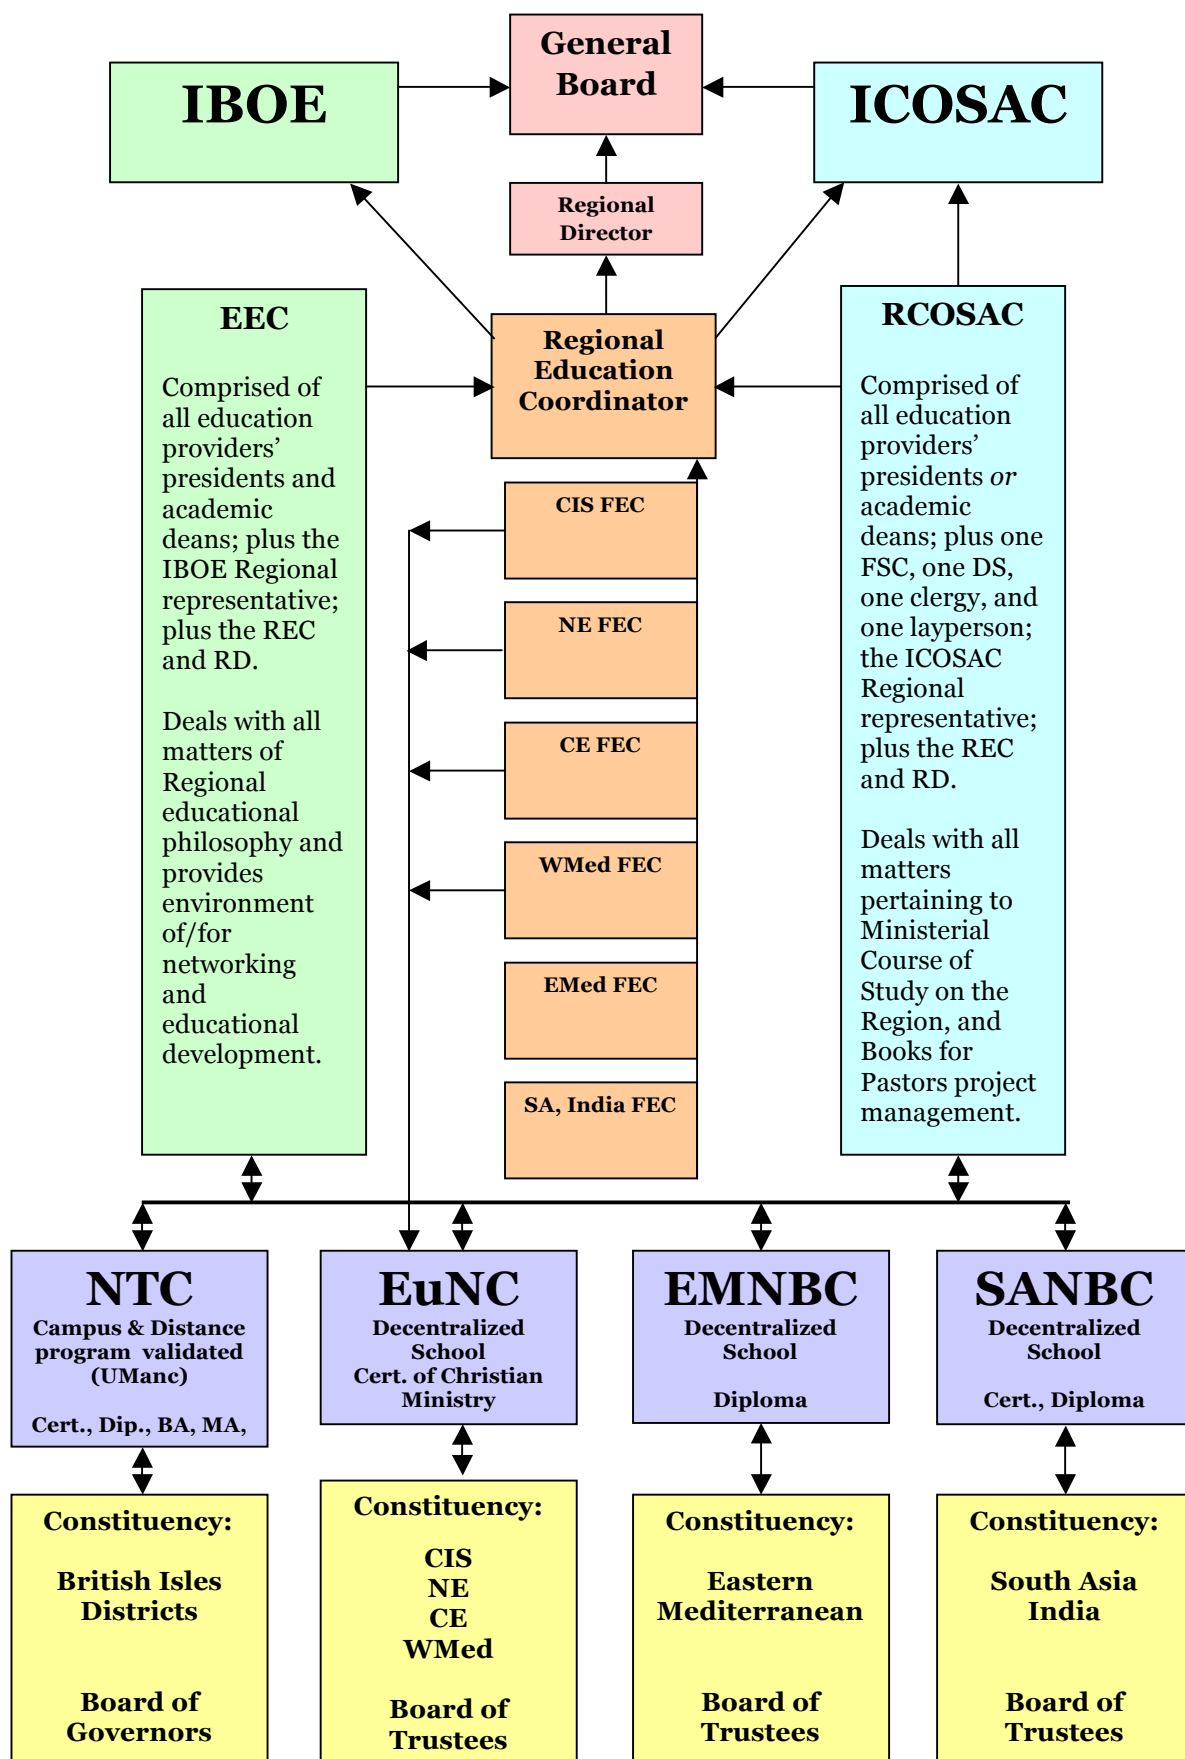 General
Board
IBOE
ICOSAC
Regional
Director
EEC
Comprised of
all education
providers’
presidents and
academic
deans; plus the
IBOE Regional
representative;
plus the REC
and RD.
Deals with all
matters of
Regional
educational
philosophy and
provides
environment
of/for
networking
and
educational
development.
Regional
Education
Coordinator
CIS FEC
NE FEC
CE FEC
WMed FEC
EMed FEC
SA, India FEC
RCOSAC
Comprised of
all education
providers’
presidents or
academic
deans; plus one
FSC, one DS,
one clergy, and
one layperson;
the ICOSAC
Regional
representative;
plus the REC
and RD.
Deals with all
matters
pertaining to
Ministerial
Course of
Study on the
Region, and
Books for
Pastors project
management.
NTC
Campus & Distance
program validated
(UManc)
Cert., Dip., BA, MA,
EuNC
Decentralized
School
Cert. of Christian
Ministry
EMNBC
Decentralized
School
Diploma
SANBC
Decentralized
School
Cert., Diploma
Constituency:
British Isles
Districts
Board of
Governors
Constituency:
CIS
NE
CE
WMed
Board of
Trustees
Constituency:
Eastern
Mediterranean
Board of
Trustees
Constituency:
South Asia
India
Board of
Trustees